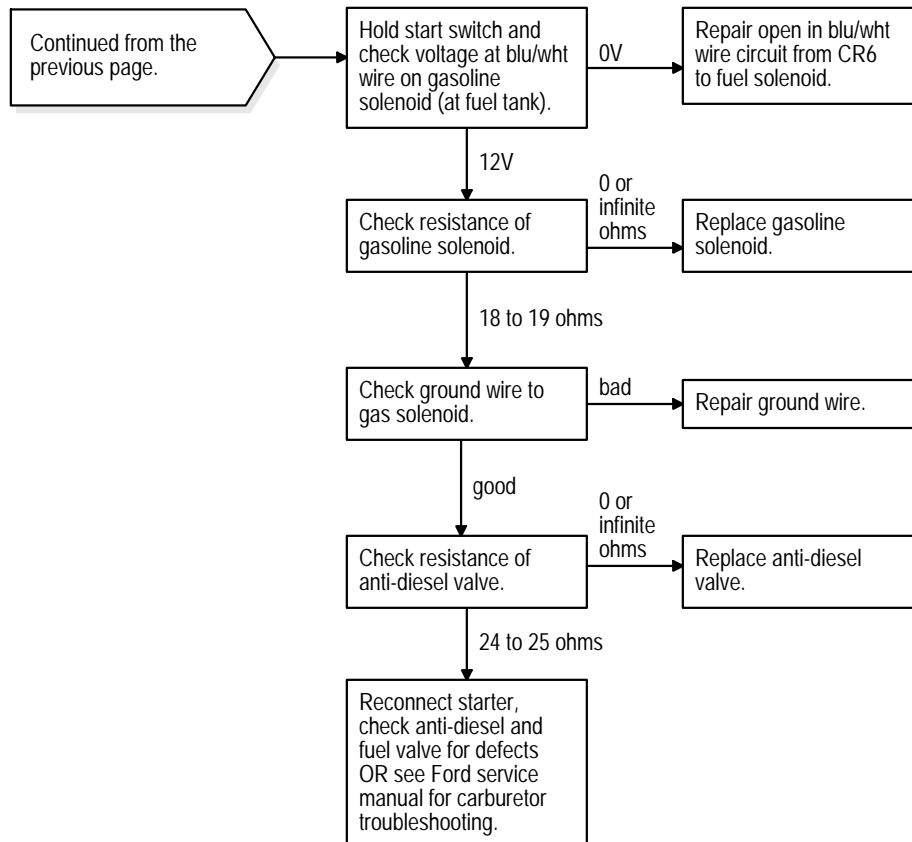 Continued from the
previous page.
Hold start switch and
check voltage at blu/wht
wire on gasoline
solenoid (at fuel tank).
0V
Repair open in blu/wht
wire circuit from CR6
to fuel solenoid.
12V
Check resistance of
gasoline solenoid.
0 or
infinite
ohms
Replace gasoline
solenoid.
18 to 19 ohms
Check ground wire to
gas solenoid.
bad
Repair ground wire.
good
Check resistance of
anti-diesel valve.
0 or
infinite
ohms
Replace anti-diesel
valve.
24 to 25 ohms
Reconnect starter,
check anti-diesel and
fuel valve for defects
OR see Ford service
manual for carburetor
troubleshooting.